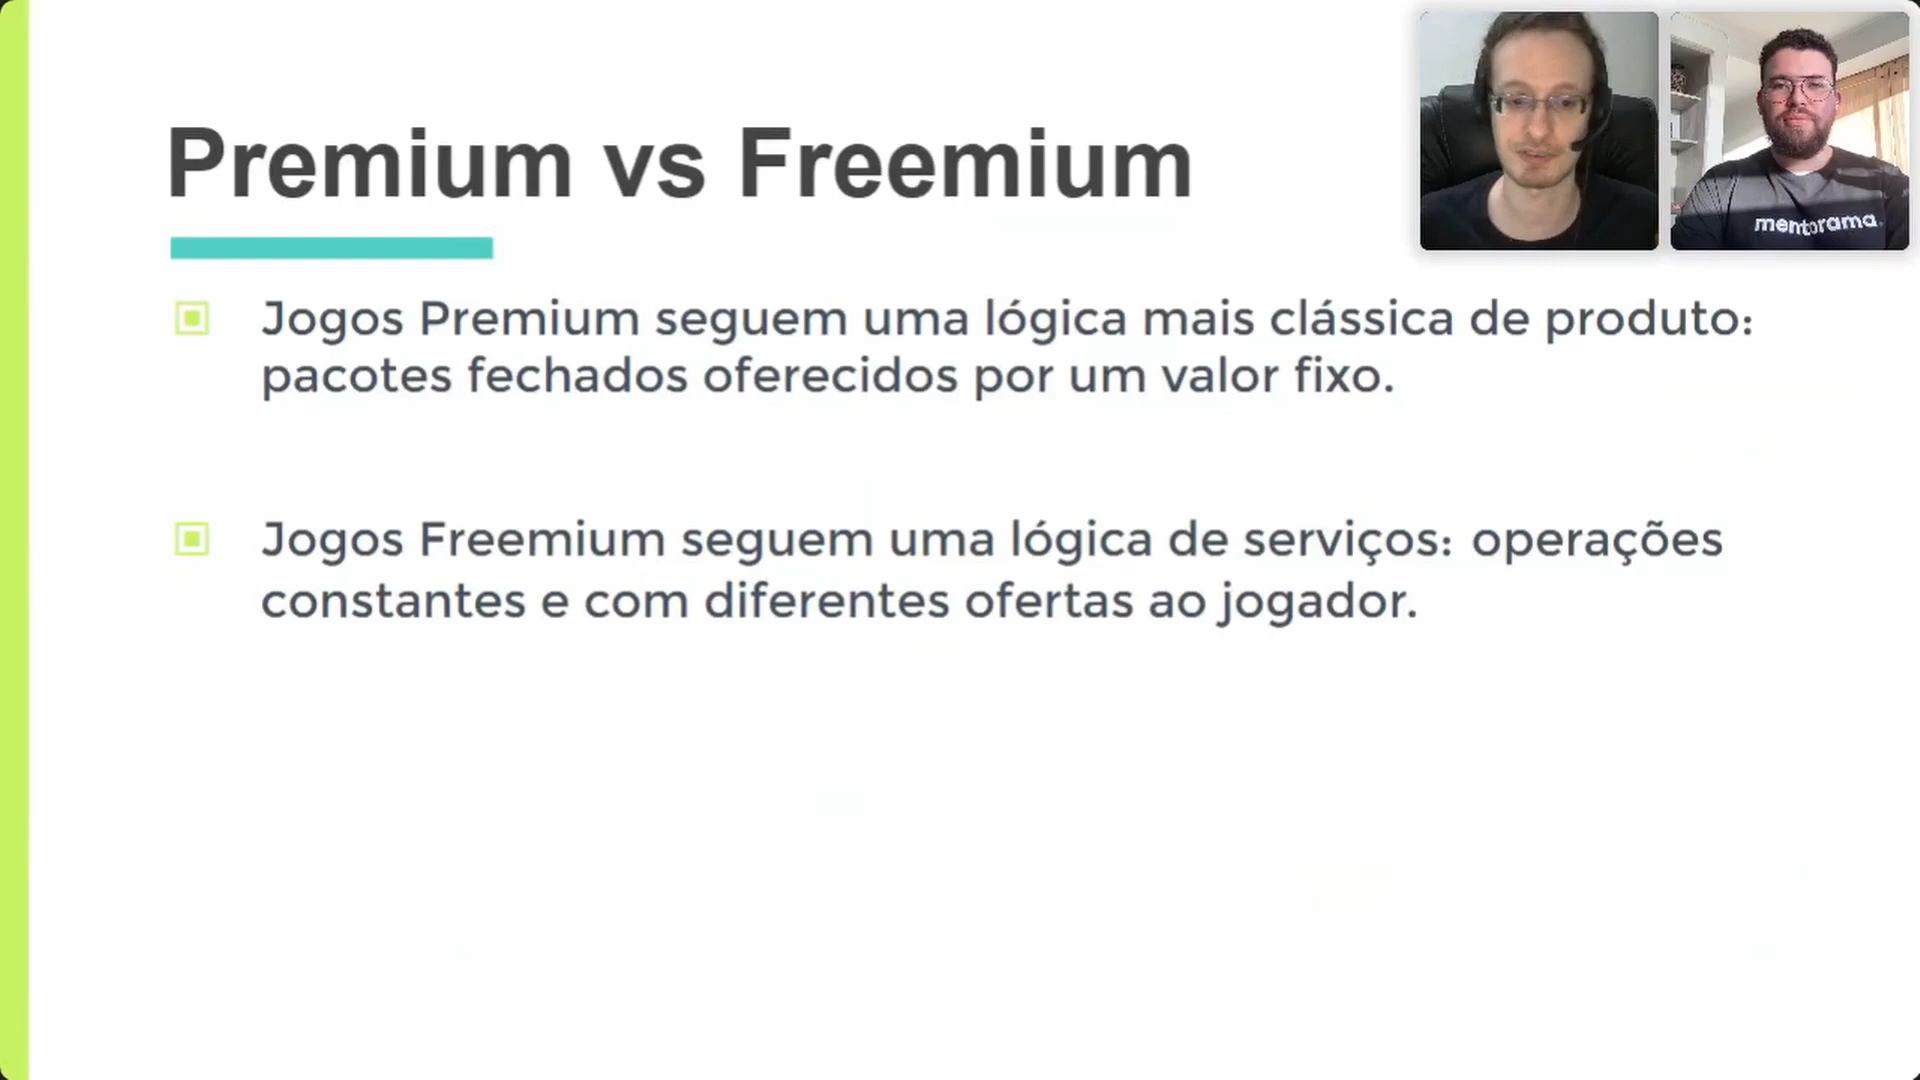 Premium vs Freemium
mentorama.
Jogos Premium seguem uma lógica mais clássica de produto:
pacotes fechados oferecidos por um valor fixo.
Jogos Freemium seguem uma lógica de serviços: operações
constantes e com diferentes ofertas ao jogador.